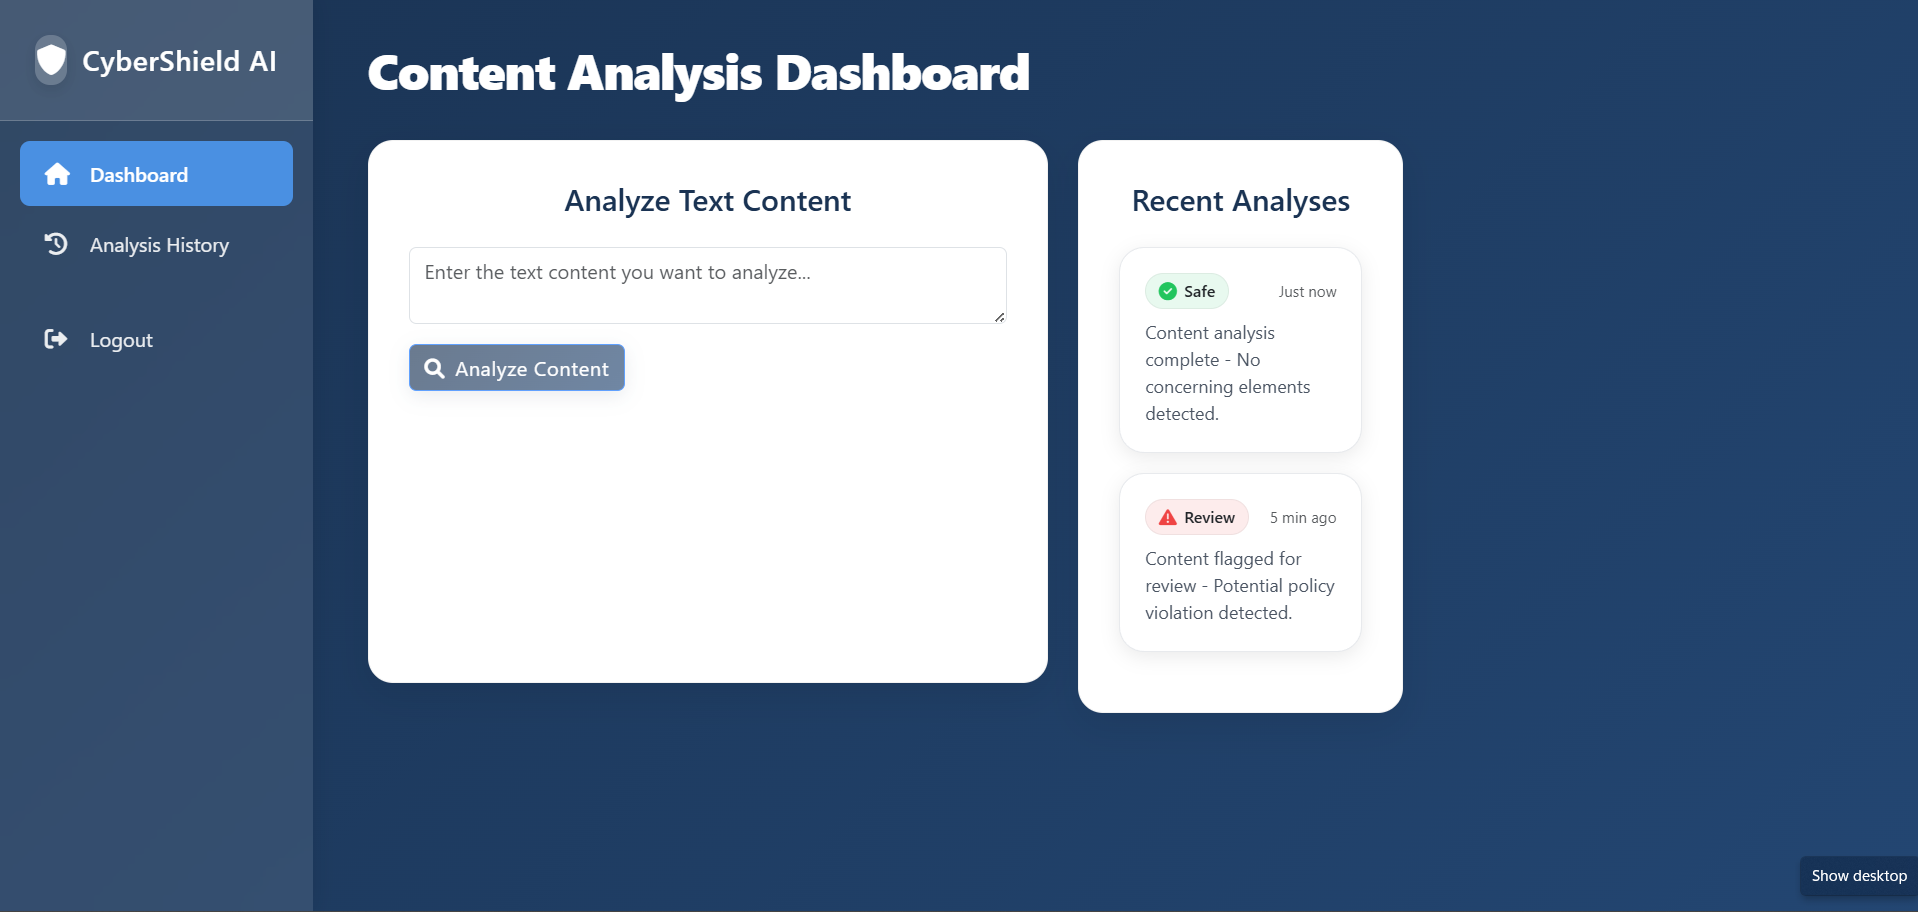 CyberShield AI
Dashboard
Analysis History
Logout
Content Analysis Dashboard
Analyze Text Content
Enter the text content you want to analyze...
Analyze Content
Recent Analyses
Safe
Just now
Content analysis
complete - No
concerning elements
detected.
Review
5 min ago
Content flagged for
review - Potential policy
violation detected.
Show desktop